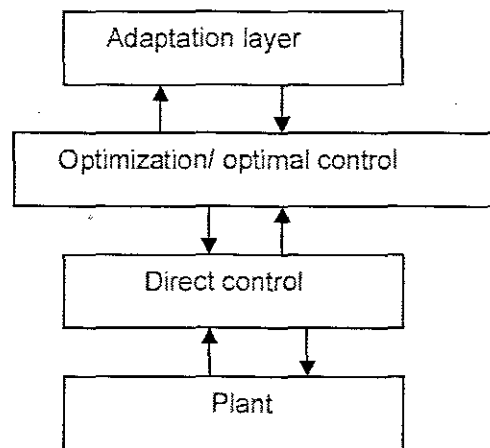 Adaptation layer
Optimization/ optimal control
Direct control
Plant